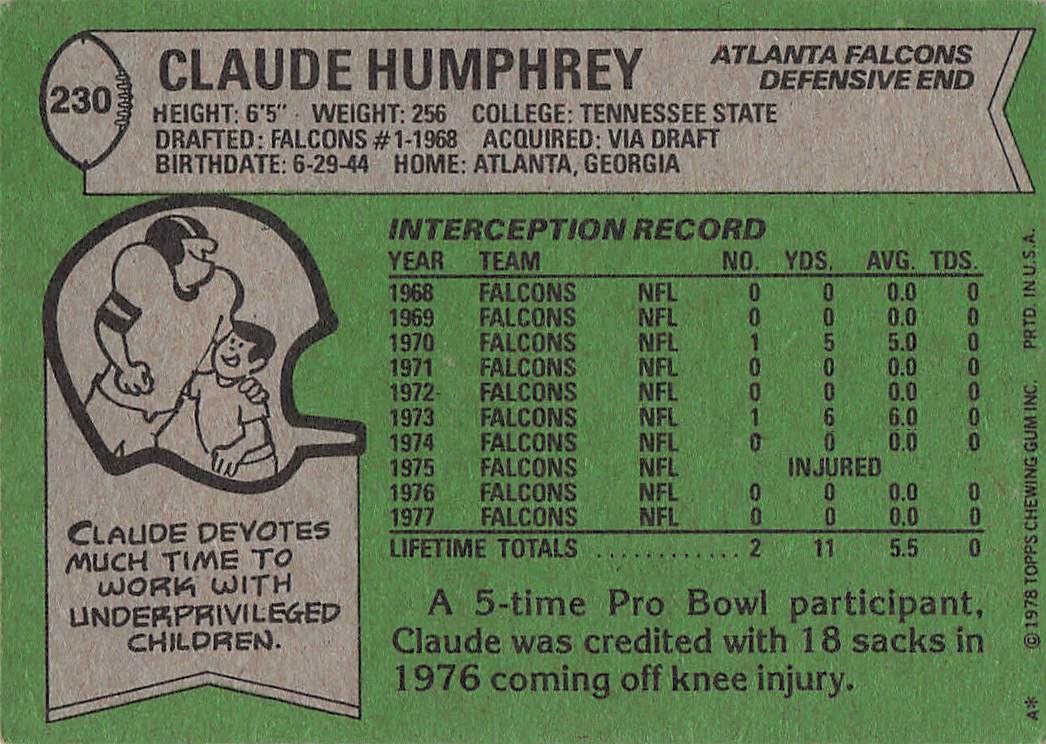 230
CLAUDE HUMPHREY
ATLANTA FALCONS
DEFENSIVE END
HEIGHT: 6'5" WEIGHT: 256 COLLEGE: TENNESSEE STATE
DRAFTED: FALCONS #1-1968 ACQUIRED: VIA DRAFT
BIRTHDATE: 6-29-44 HOME: ATLANTA, GEORGIA
CLAUDE DEVOTES
MUCH TIME TO
WORK WITH
UNDERPRIVILEGED
CHILDREN.
INTERCEPTION RECORD
YEAR TEAM NO. YDS. AVG. TDS.
1968 FALCONS NFL 0 0 0.0 0
1969 FALCONS NFL 0 0 0.0 0
1970 FALCONS NFL 1 5 5.0 0
1971 FALCONS NFL 0 0 0.0 0
1972 FALCONS NFL 0 0 0.0 0
1973 FALCONS NFL 1 6 6.0 0
1974 FALCONS NFL 0 0 0.0 0
1975 FALCONS NFL INJURED
1976 FALCONS NFL 0 0 0.0 0
1977 FALCONS NFL 0 0 0.0 0
LIFETIME TOTALS ............ 2 11 5.5 0
A 5-time Pro Bowl participant,
Claude was credited with 18 sacks in
1976 coming off knee injury.
A* © 1978 TOPPS CHEWING GUM INC. PRTD. IN U.S.A.